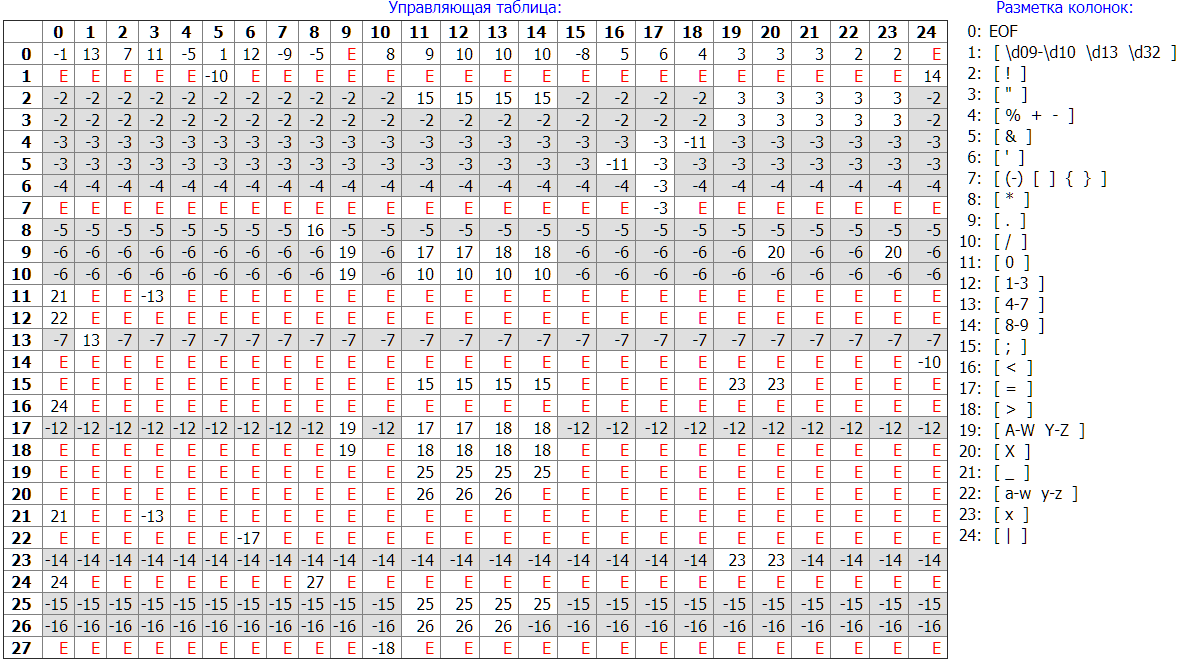 Управляющая таблица:
0 1 2 3 4 5 6 7 8 9 10 11 12 13 14 15 16 17 18 19 20 21 22 23 24
0 -1 13 7 11 -5 1 12 -9 -5 E 8 9 10 10 10 -8 5 6 4 3 3 3 2 2 E
1 E E E E E -10 E E E E E E E E E E E E E E E E E E 14
2 -2 -2 -2 -2 -2 -2 -2 -2 -2 -2 -2 15 15 15 15 -2 -2 -2 -2 3 3 3 3 3 -2
3 -2 -2 -2 -2 -2 -2 -2 -2 -2 -2 -2 -2 -2 -2 -2 -2 -2 -2 -2 3 3 3 3 3 -2
4 -3 -3 -3 -3 -3 -3 -3 -3 -3 -3 -3 -3 -3 -3 -3 -3 -3 -3 -11 -3 -3 -3 -3 -3 -3
5 -3 -3 -3 -3 -3 -3 -3 -3 -3 -3 -3 -3 -3 -3 -3 -3 -11 -3 -3 -3 -3 -3 -3 -3 -3
6 -4 -4 -4 -4 -4 -4 -4 -4 -4 -4 -4 -4 -4 -4 -4 -4 -4 -3 -4 -4 -4 -4 -4 -4 -4
7 E E E E E E E E E E E E E E E E E -3 E E E E E E E
8 -5 -5 -5 -5 -5 -5 -5 -5 16 -5 -5 -5 -5 -5 -5 -5 -5 -5 -5 -5 -5 -5 -5 -5 -5
9 -6 -6 -6 -6 -6 -6 -6 -6 -6 19 -6 17 17 18 18 -6 -6 -6 -6 -6 20 -6 -6 20 -6
10 -6 -6 -6 -6 -6 -6 -6 -6 -6 19 -6 10 10 10 10 -6 -6 -6 -6 -6 -6 -6 -6 -6 -6
11 21 E E -13 E E E E E E E E E E E E E E E E E E E E E
12 22 E E E E E E E E E E E E E E E E E E E E E E E E
13 -7 13 -7 -7 -7 -7 -7 -7 -7 -7 -7 -7 -7 -7 -7 -7 -7 -7 -7 -7 -7 -7 -7 -7 -7
14 E E E E E E E E E E E E E E E E E E E E E E E E -10
15 E E E E E E E E E E E 15 15 15 15 E E E E 23 23 E E E E
16 24 E E E E E E E E E E E E E E E E E E E E E E E E
17 -12 -12 -12 -12 -12 -12 -12 -12 -12 19 -12 17 17 18 18 -12 -12 -12 -12 -12 -12 -12 -12 -12 -12
18 E E E E E E E E E 19 E 18 18 18 18 E E E E E E E E E E
19 E E E E E E E E E E E 25 25 25 25 E E E E E E E E E E
20 E E E E E E E E E E E 26 26 26 E E E E E E E E E E E
21 21 E E -13 E E E E E E E E E E E E E E E E E E E E E
22 E E E E E E -17 E E E E E E E E E E E E E E E E E E
23 -14 -14 -14 -14 -14 -14 -14 -14 -14 -14 -14 -14 -14 -14 -14 -14 -14 -14 -14 23 23 -14 -14 -14 -14
24 24 E E E E E E E 27 E E E E E E E E E E E E E E E E
25 -15 -15 -15 -15 -15 -15 -15 -15 -15 -15 -15 25 25 25 25 -15 -15 -15 -15 -15 -15 -15 -15 -15 -15
26 -16 -16 -16 -16 -16 -16 -16 -16 -16 -16 -16 26 26 26 -16 -16 -16 -16 -16 -16 -16 -16 -16 -16 -16
27 E E E E E E E E E E -18 E E E E E E E E E E E E E E
Разметка колонок:
0: EOF
1: [ \d09-\d10 \d13 \d32 ]
2: [ ! ]
3: [ " ]
4: [ % + - ]
5: [ & ]
6: [ ' ]
7: [ (-) [ ] { } ]
8: [ * ]
9: [ . ]
10: [ / ]
11: [ 0 ]
12: [ 1-3 ]
13: [ 4-7 ]
14: [ 8-9 ]
15: [ ; ]
16: [ < ]
17: [ = ]
18: [ > ]
19: [ A-W Y-Z ]
20: [ X ]
21: [ _ ]
22: [ a-w y-z ]
23: [ x ]
24: [ | ]